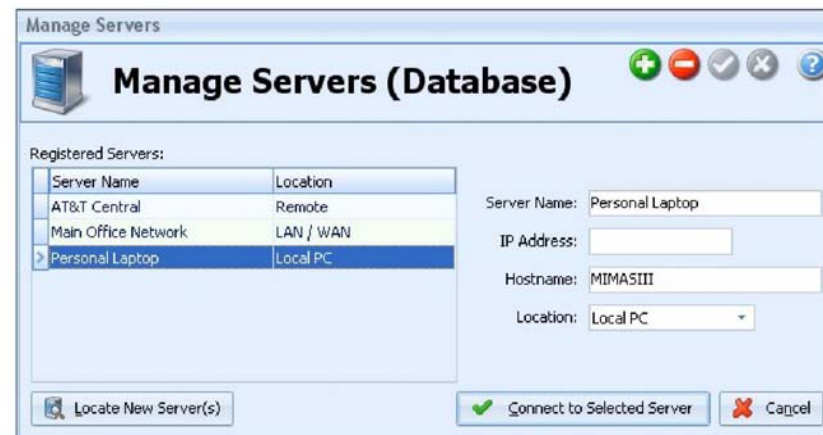 Manage Servers
Manage Servers (Database)
?
Registered Servers:
Server Name Location
AT&T Central Remote
Main Office Network LAN / WAN
Personal Laptop Local PC
Server Name: Personal Laptop
IP Address:
Hostname: MIMASIII
Location: Local PC
Locate New Server(s)
Connect to Selected Server
Cancel